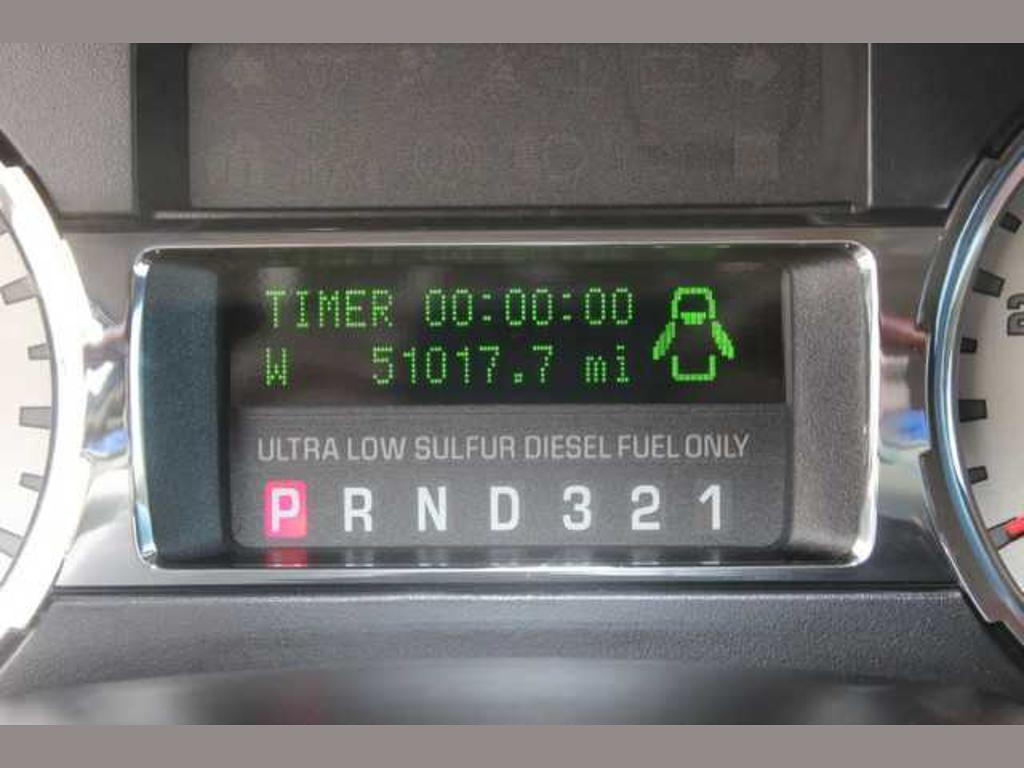 TIMER 00:00:00
W 51017.7 mi
ULTRA LOW SULFUR DIESEL FUEL ONLY
P R N D 3 2 1